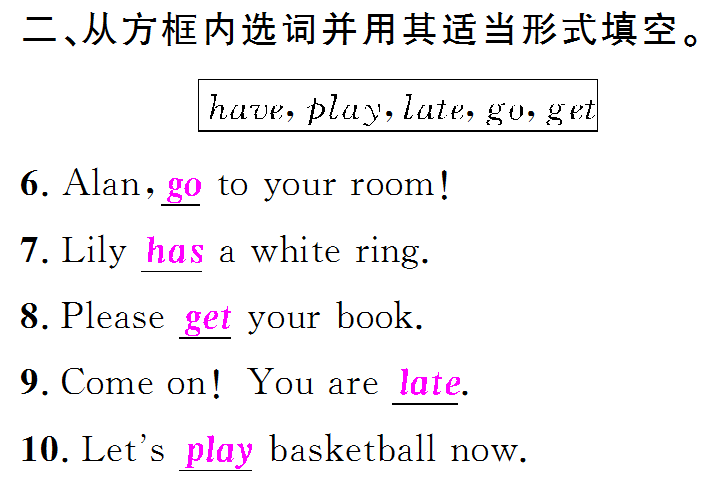 二、从方框内选词并用其适当形式填空。
have, play, late, go, get
6. Alan, go to your room!
7. Lily has a white ring.
8. Please get your book.
9. Come on! You are late.
10. Let's play basketball now.